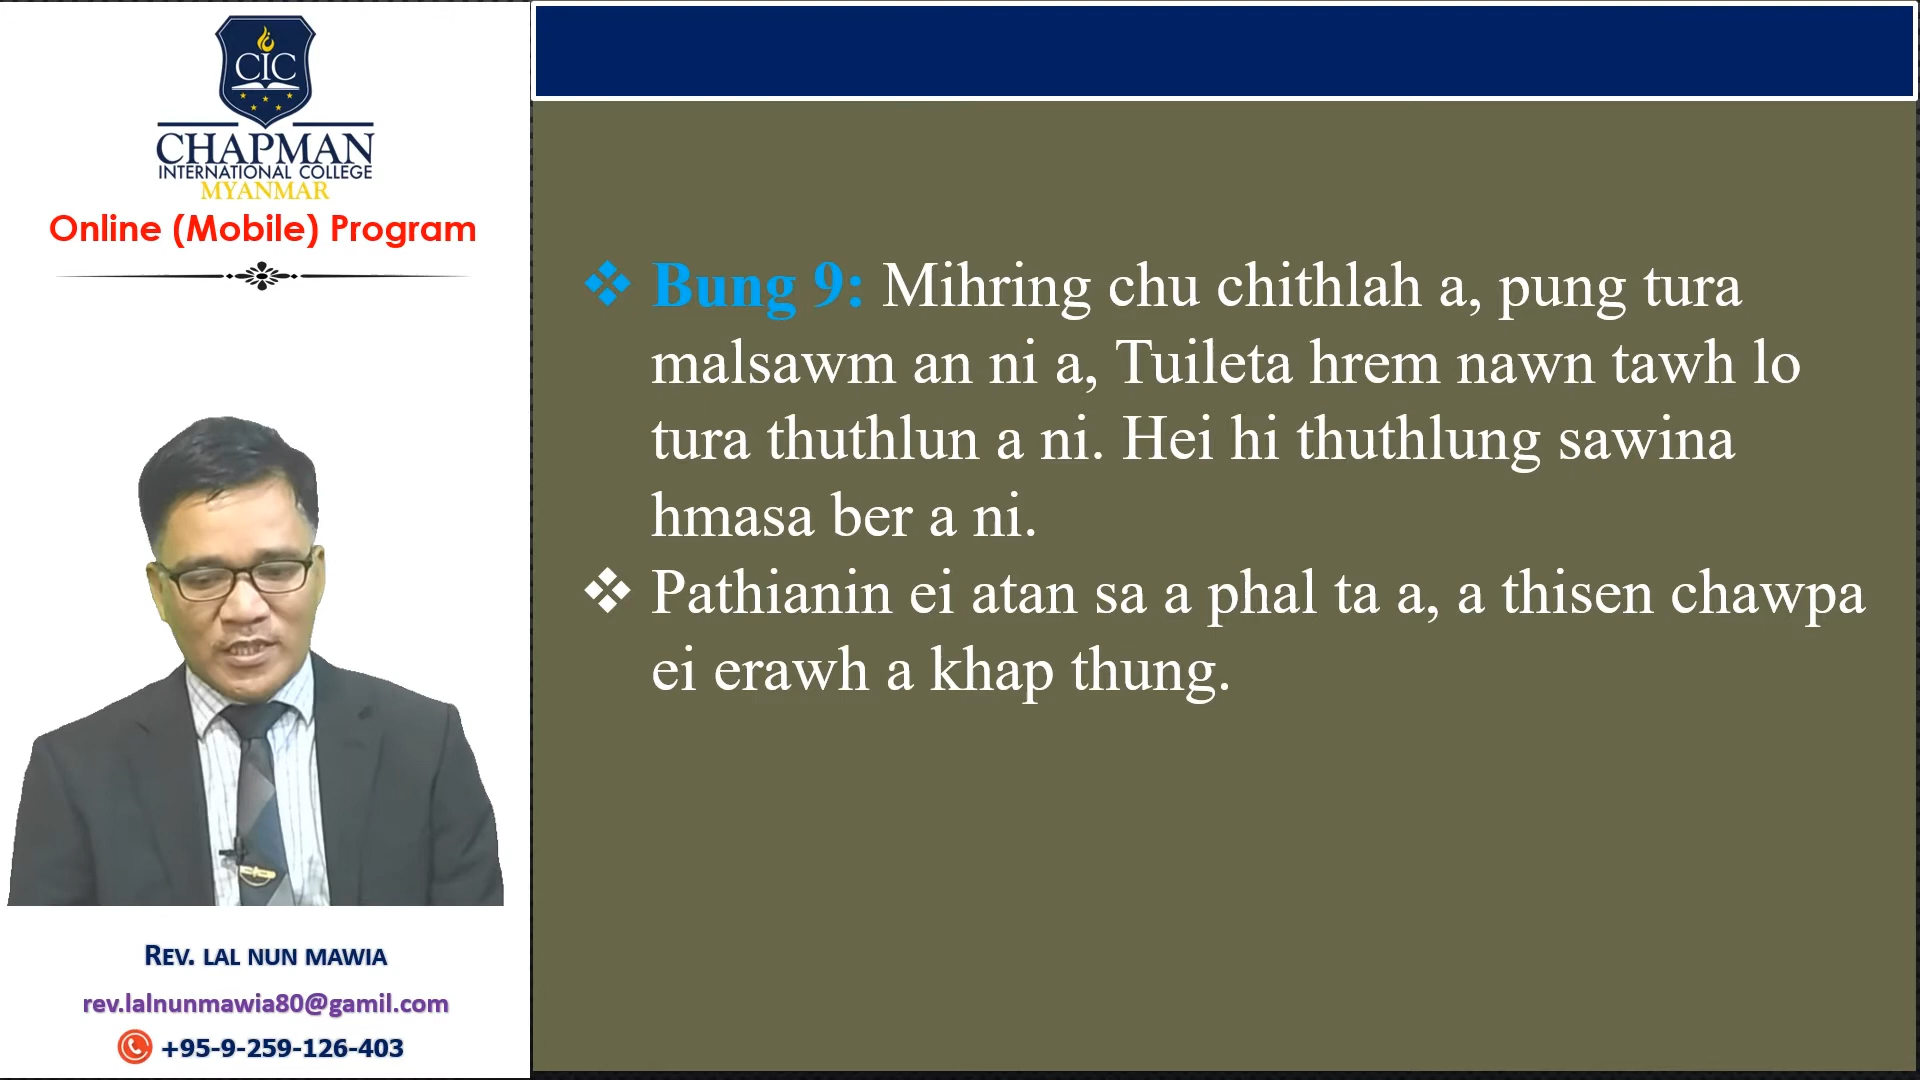 CIC
CHAPMAN
INTERNATIONAL COLLEGE
MYANMAR
Online (Mobile) Program
REV. LAL NUN MAWIA
rev.lalnunmawia80@gamil.com
+95-9-259-126-403
Bung 9: Mihring chu chithlah a, pung tura
malsawm an ni a, Tuileta hrem nawn tawh lo
tura thuthlun a ni. Hei hi thuthlung sawina
hmasa ber a ni.
Pathianin ei atan sa a phal ta a, a thisen chawpa
ei erawh a khap thung.